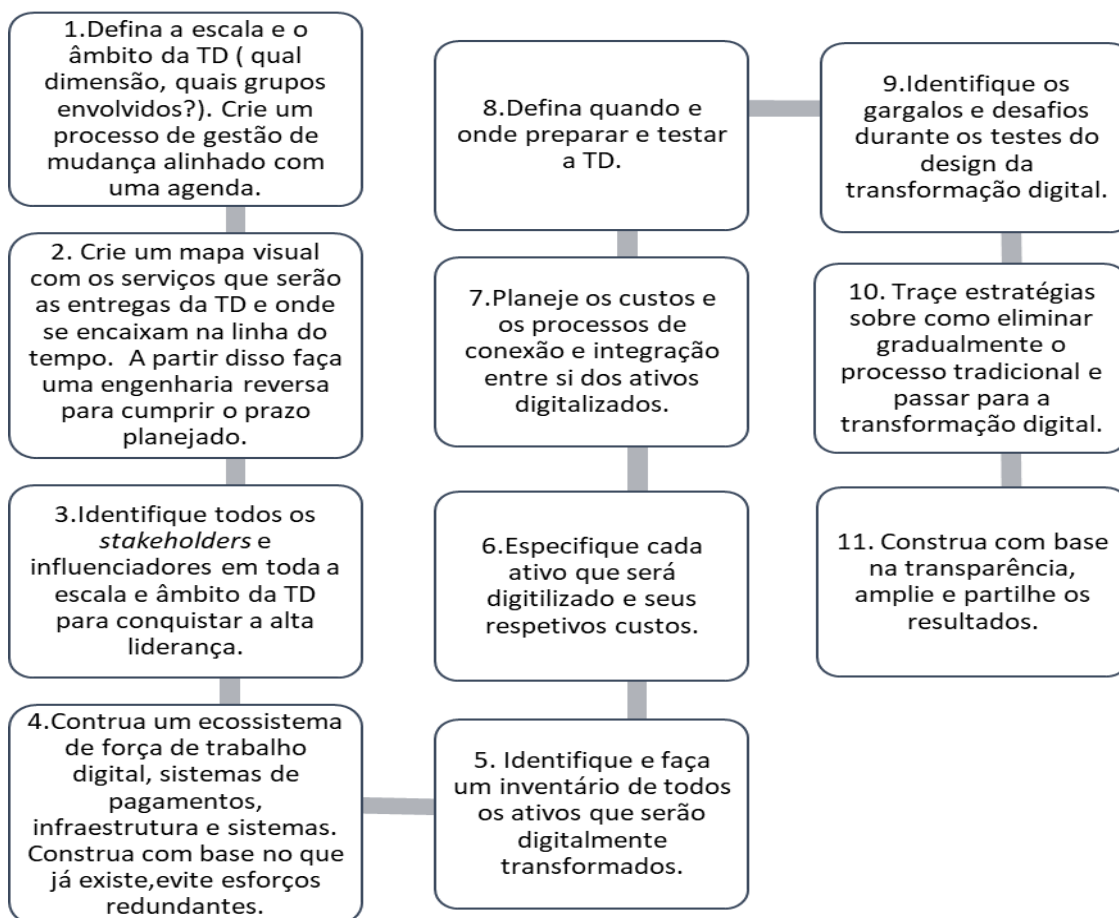 1.Defina a escala e o
âmbito da TD ( qual
dimensão, quais grupos
envolvidos?). Crie um
processo de gestão de
mudança alinhado com
uma agenda.
2. Crie um mapa visual
com os serviços que serão
as entregas da TD e onde
se encaixam na linha do
tempo.  A partir disso faça
uma engenharia reversa
para cumprir o prazo
planejado.
3.Identifique todos os
stakeholders e
influenciadores em toda a
escala e âmbito da TD
para conquistar a alta
liderança.
4.Contrua um ecossistema
de força de trabalho
digital, sistemas de
pagamentos,
infraestrutura e sistemas.
Construa com base no que
já existe,evite esforços
redundantes.
5. Identifique e faça
um inventário de todos
os ativos que serão
digitalmente
transformados.
6.Especifique cada
ativo que será
digitilizado e seus
respetivos custos.
7.Planeje os custos e
os processos de
conexão e integração
entre si dos ativos
digitalizados.
8.Defina quando e
onde preparar e testar
a TD.
9.Identifique os
gargalos e desafios
durante os testes do
design da
transformação digital.
10. Traçe estratégias
sobre como eliminar
gradualmente o
processo tradicional e
passar para a
transformação digital.
11. Construa com base
na transparência,
amplie e partilhe os
resultados.